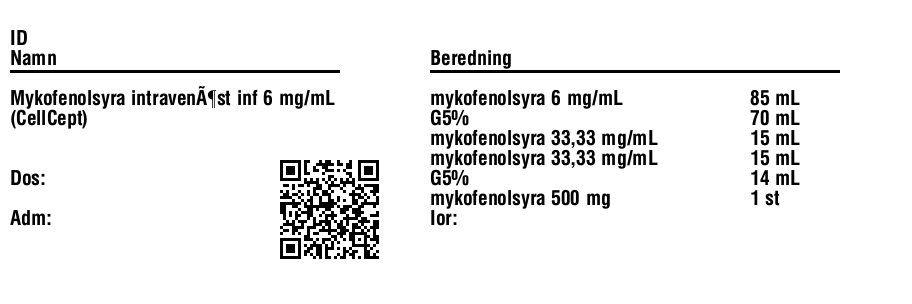 ID
Namn
Mykofenolsyra intravenÃ¶st inf 6 mg/mL
(CellCept)
Dos:
Adm:
Beredning
mykofenolsyra 6 mg/mL 85 mL
G5% 70 mL
mykofenolsyra 33,33 mg/mL 15 mL
mykofenolsyra 33,33 mg/mL 15 mL
G5% 14 mL
mykofenolsyra 500 mg 1 st
Ior: